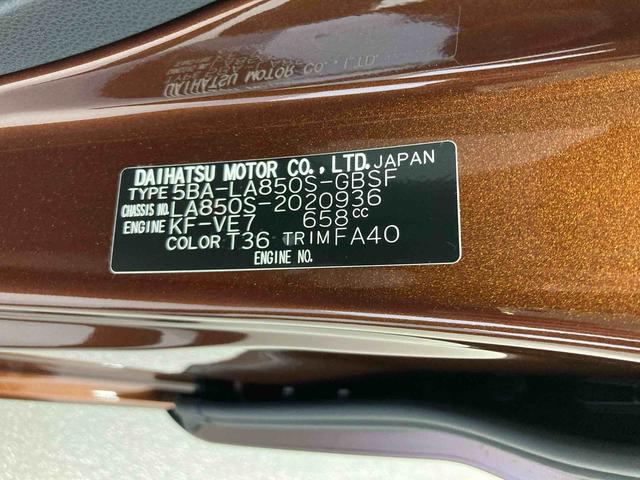 DAIHATSU MOTOR CO., LTD. JAPAN
TYPE 5BA-LA850S-GBSF
CHASSIS NO. LA850S-2020936
ENGINE KF-VE7 658cc
COLOR T36 TRIM FA40
ENGINE NO.